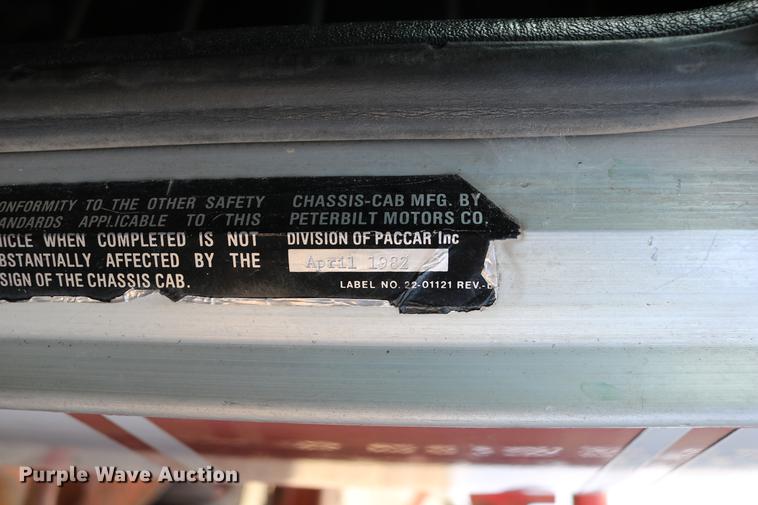 ONFORMITY TO THE OTHER SAFETY
ANDARDS APPLICABLE TO THIS
HICLE WHEN COMPLETED IS NOT
BSTANTIALLY AFFECTED BY THE
SIGN OF THE CHASSIS CAB.
CHASSIS-CAB MFG. BY
PETERBILT MOTORS CO.
DIVISION OF PACCAR Inc
April 1982
LABEL NO. 22-01121 REV.-
Purple Wave Auction